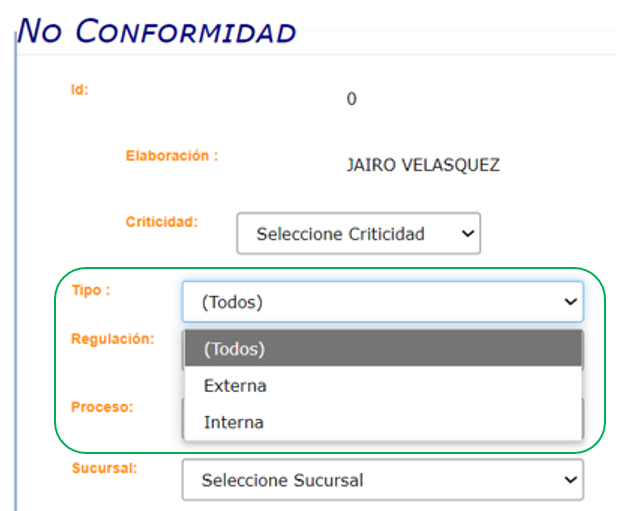 No Conformidad
Id:
0
Elaboración :
JAIRO VELASQUEZ
Criticidad:
Seleccione Criticidad
Tipo :
(Todos)
Regulación:
(Todos)
Externa
Proceso:
Interna
Sucursal:
Seleccione Sucursal